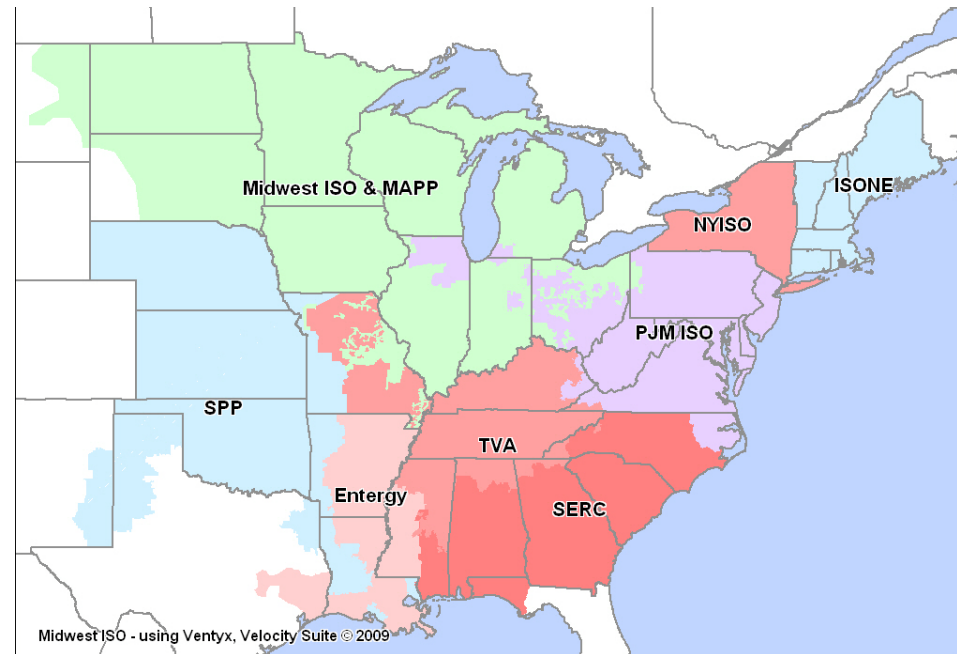 Midwest ISO & MAPP
ISONE
NYISO
PJM ISO
SPP
TVA
Entergy
SERC
Midwest ISO - using Ventyx, Velocity Suite © 2009